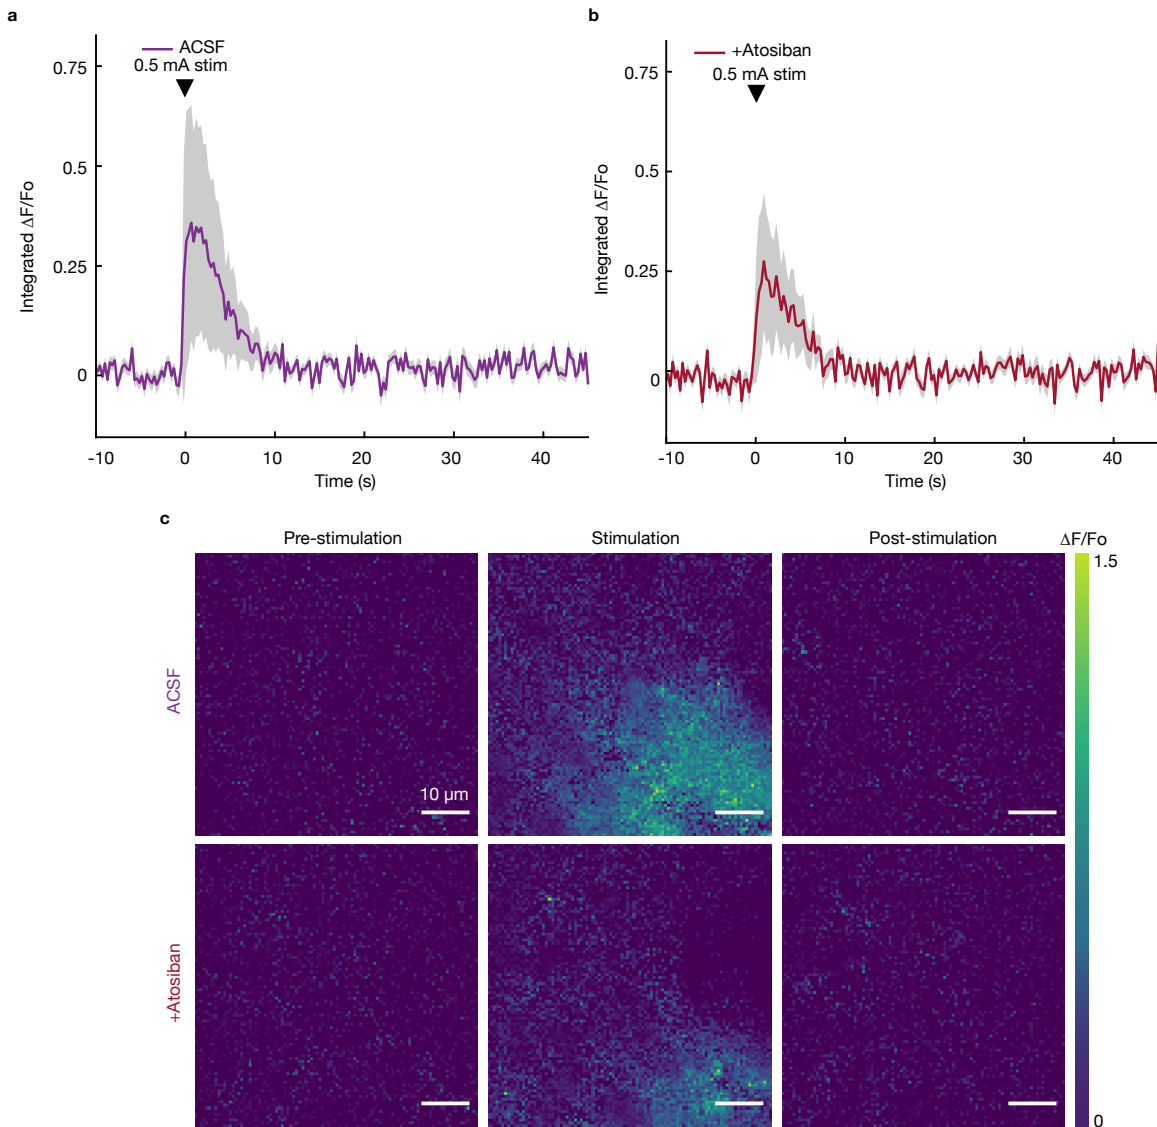 a
ACSF
0.5 mA stim
0.75
0.5
0.25
0
Integrated ΔF/Fo
-10
0
10
20
30
40
Time (s)
b
+Atosiban
0.5 mA stim
0.75
0.5
0.25
0
Integrated ΔF/Fo
-10
0
10
20
30
40
Time (s)
c
Pre-stimulation
Stimulation
Post-stimulation
ΔF/Fo
1.5
ACSF
10 µm
+Atosiban
0